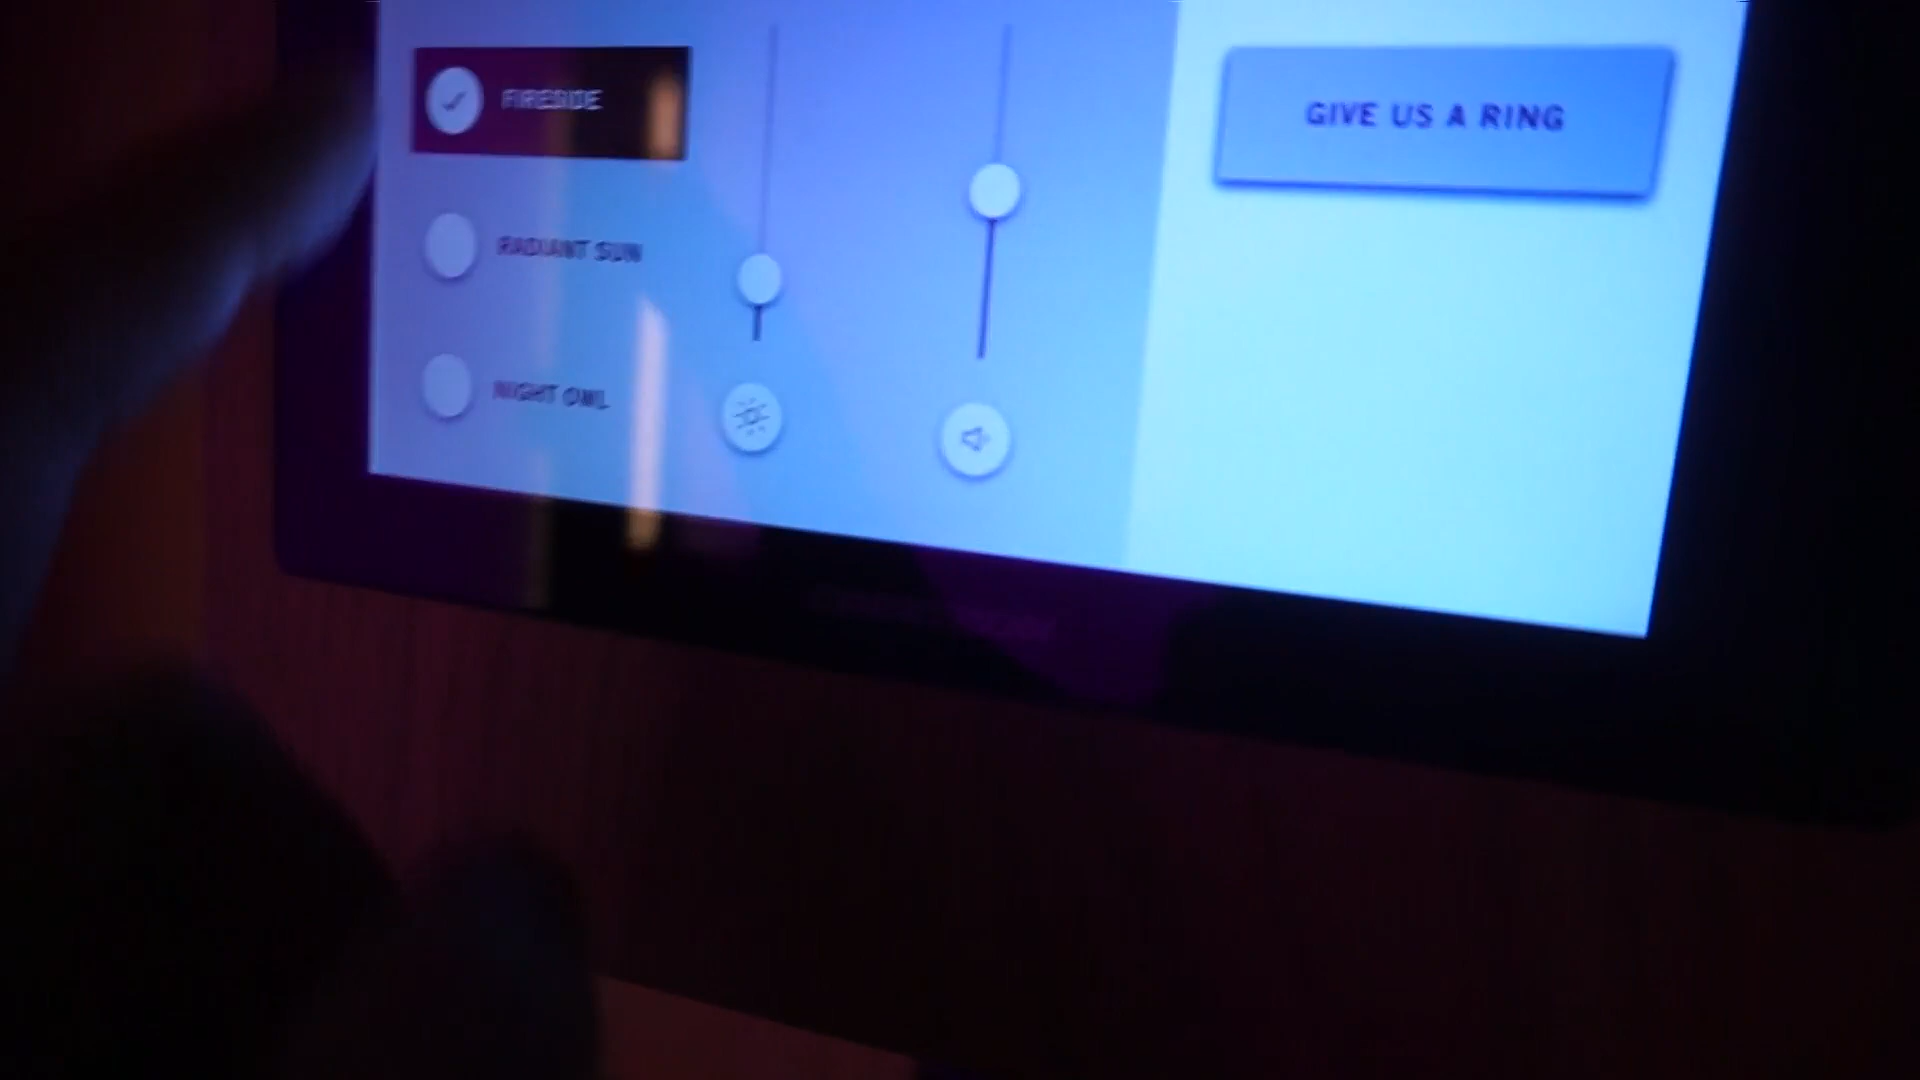 FIRESIDE
RADIANT SUN
NIGHT OWL
GIVE US A RING